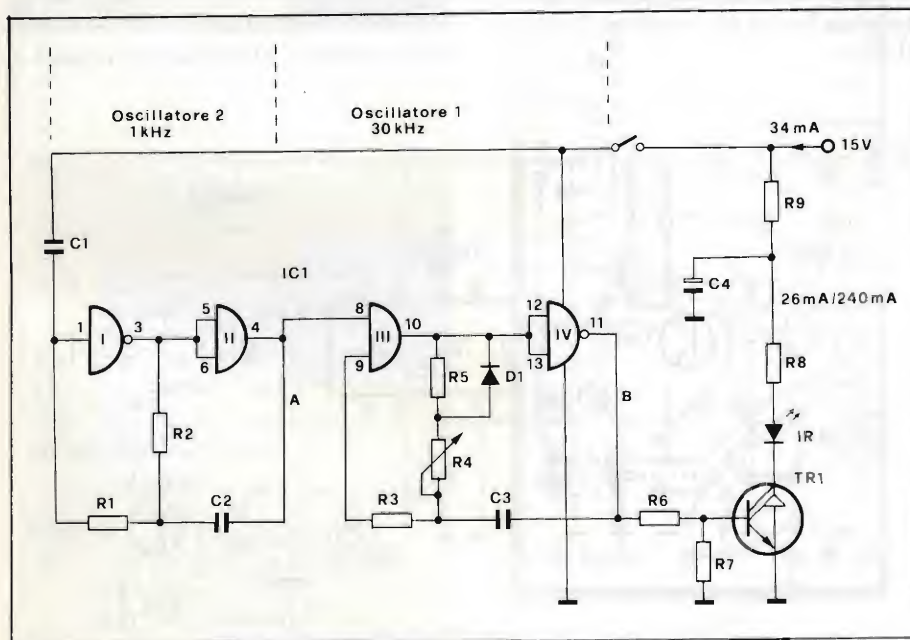 Oscillatore 2
1kHz
Oscillatore 1
30kHz
34mA
15V
R9
C1
IC1
C4
26mA/240mA
1
I
3
5
6
II
4
8
9
III
10
12
13
IV
11
A
R5
D1
B
R8
R2
R4
IR
TR1
R1
C2
R3
C3
R6
R7